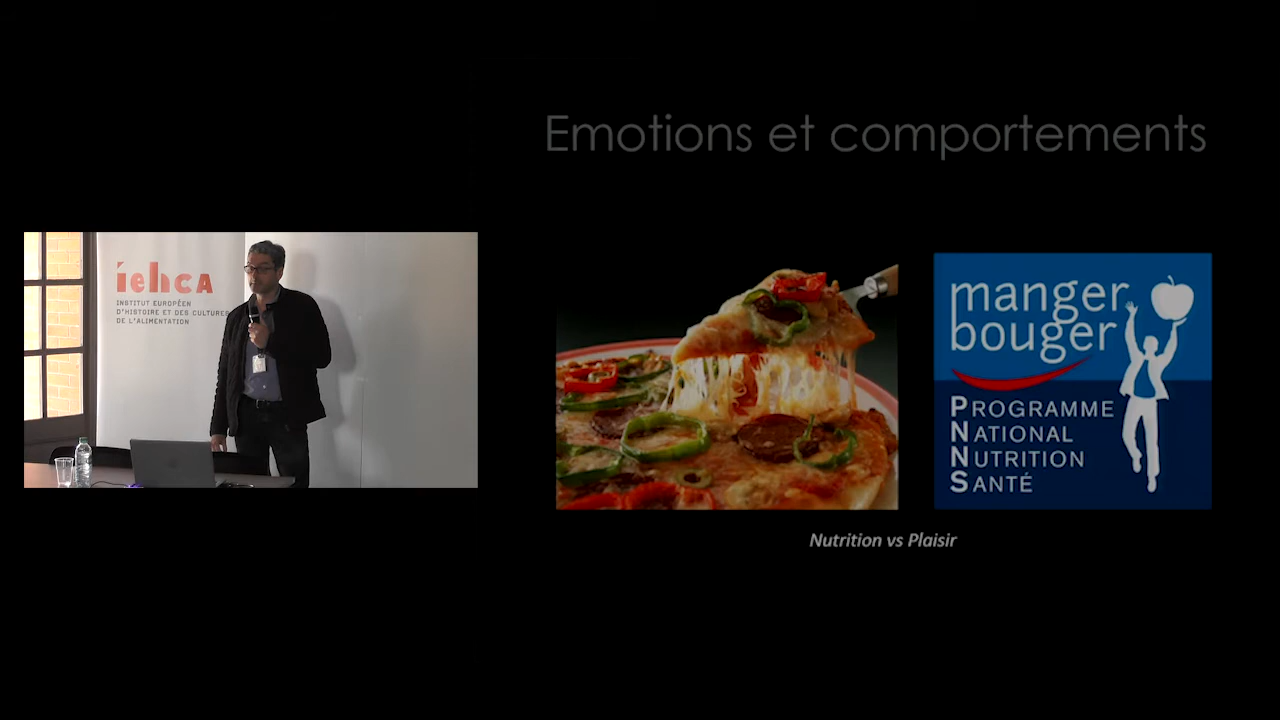 Emotions et comportements
iehca
INSTITUT EUROPÉEN
D'HISTOIRE ET DES CULTURES
DE L'ALIMENTATION
manger
bouger
PROGRAMME
NATIONAL
NUTRITION
SANTÉ
Nutrition vs Plaisir